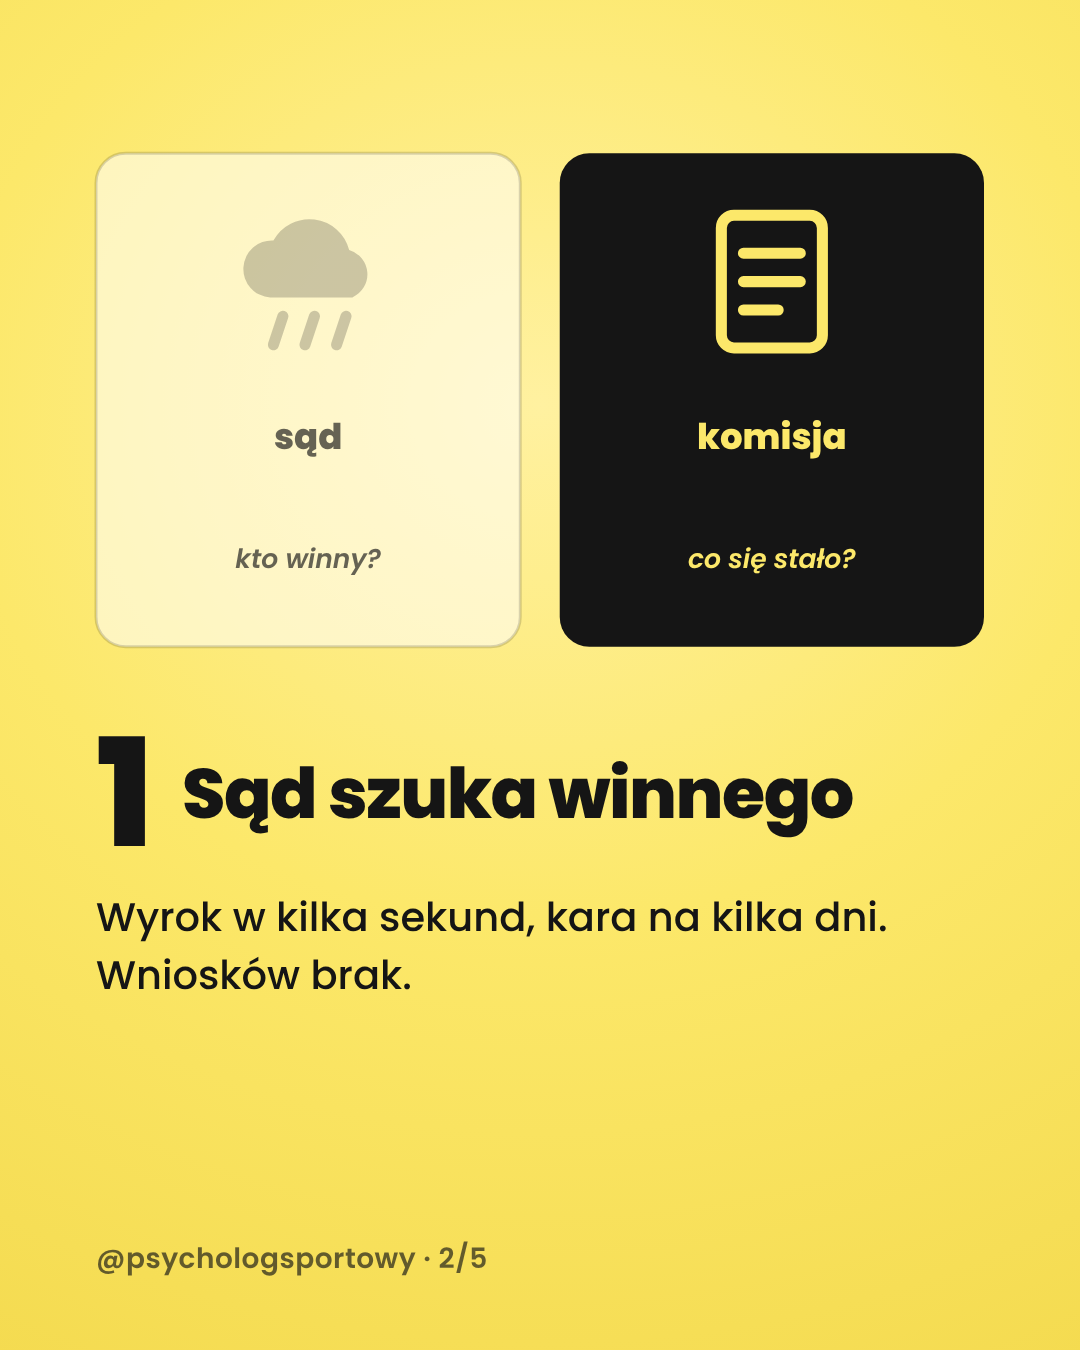 sąd
kto winny?
komisja
co się stało?
1 Sąd szuka winnego
Wyrok w kilka sekund, kara na kilka dni.
Wniosków brak.
@psychologsportowy · 2/5